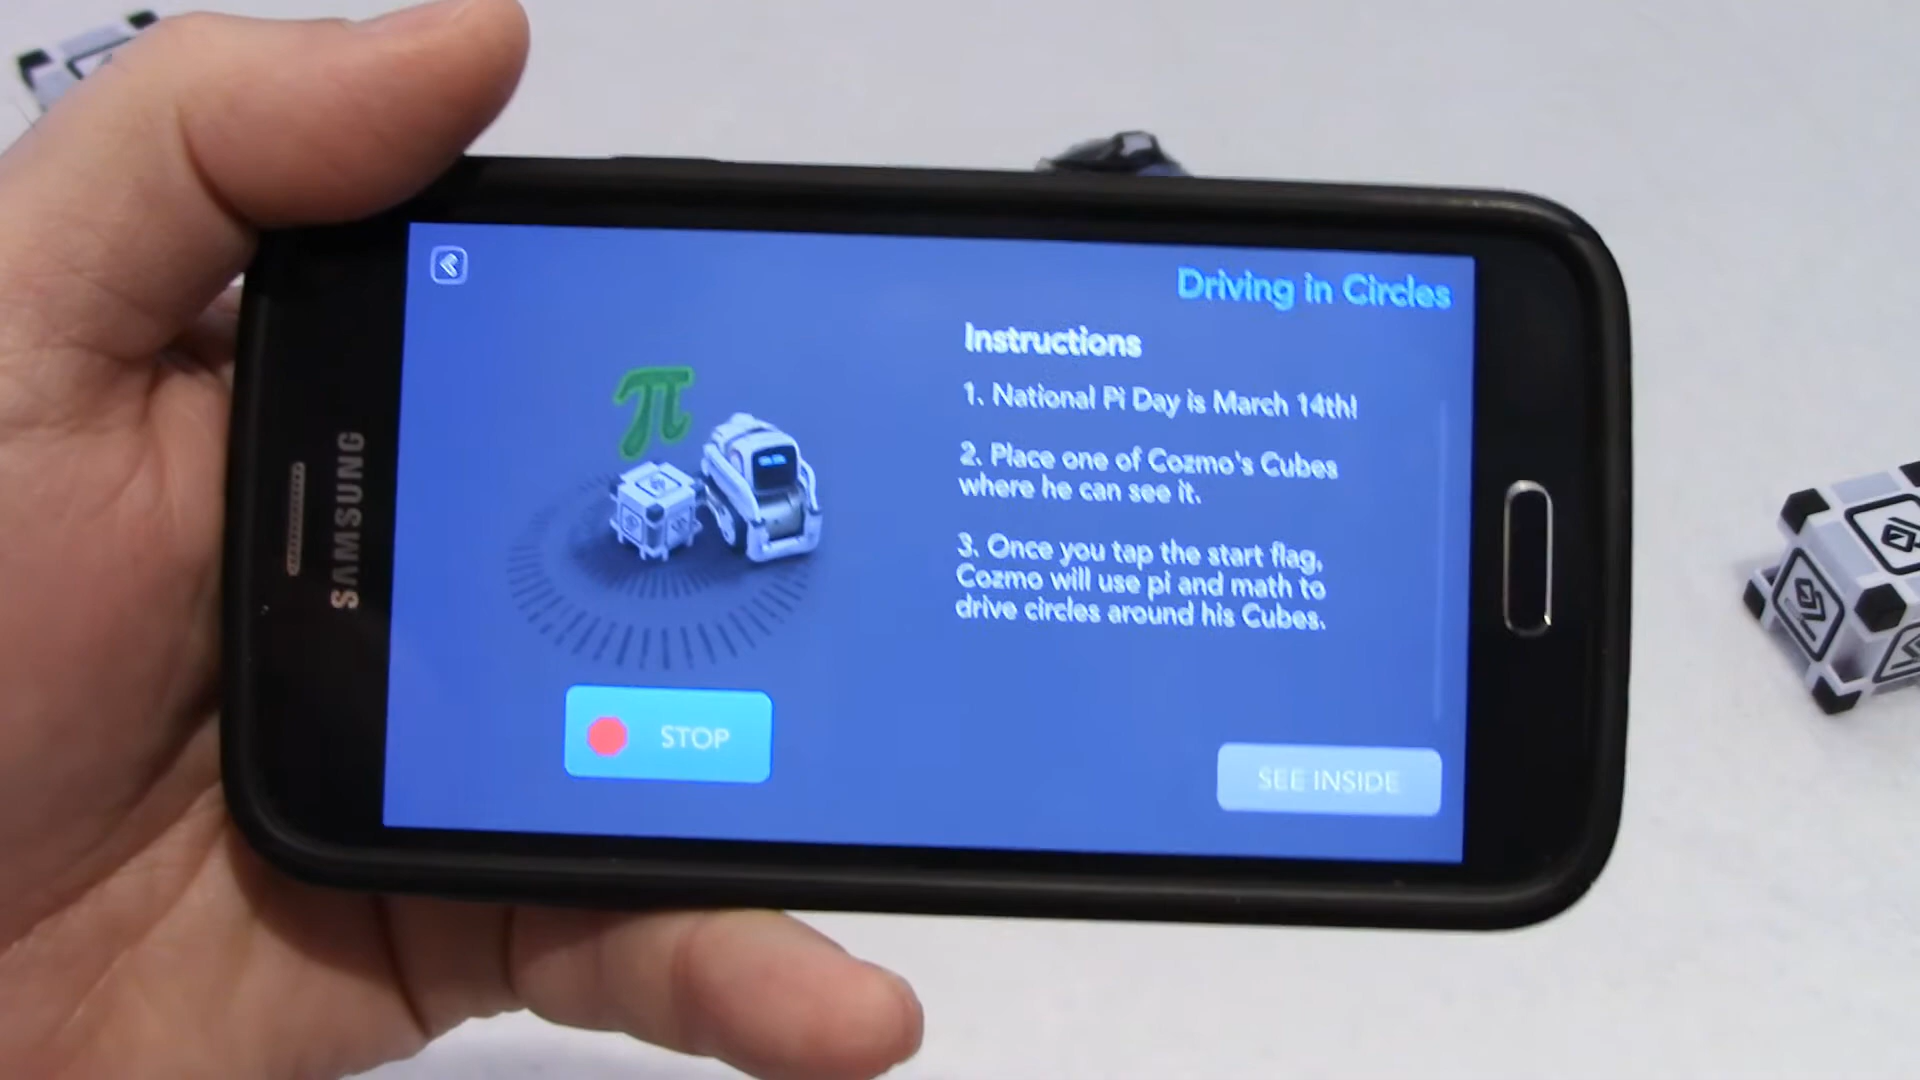 Driving in Circles
Instructions
1. National Pi Day is March 14th!
2. Place one of Cozmo's Cubes
where he can see it.
3. Once you tap the start flag,
Cozmo will use pi and math to
drive circles around his Cubes.
π
STOP
SEE INSIDE
SAMSUNG